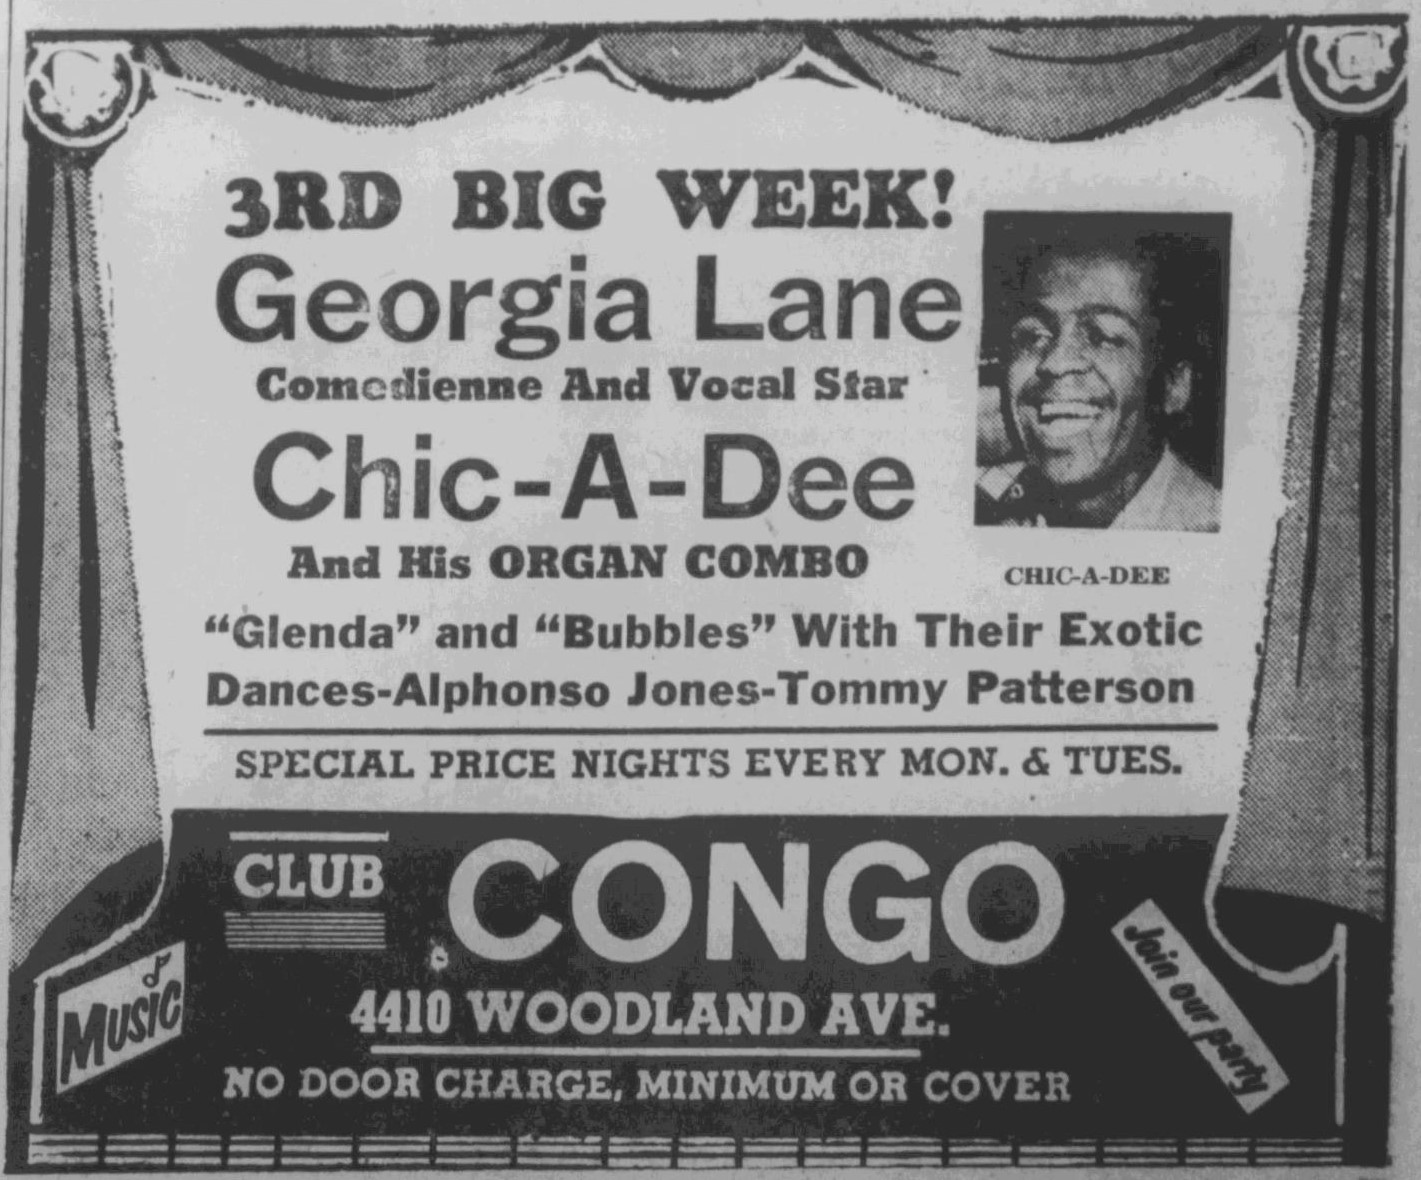 3RD BIG WEEK!
Georgia Lane
Comedienne And Vocal Star
Chic-A-Dee
And His ORGAN COMBO
CHIC-A-DEE
"Glenda" and "Bubbles" With Their Exotic
Dances-Alphonso Jones-Tommy Patterson
SPECIAL PRICE NIGHTS EVERY MON. & TUES.
CLUB CONGO
4410 WOODLAND AVE.
NO DOOR CHARGE, MINIMUM OR COVER
MUSIC
Join our party